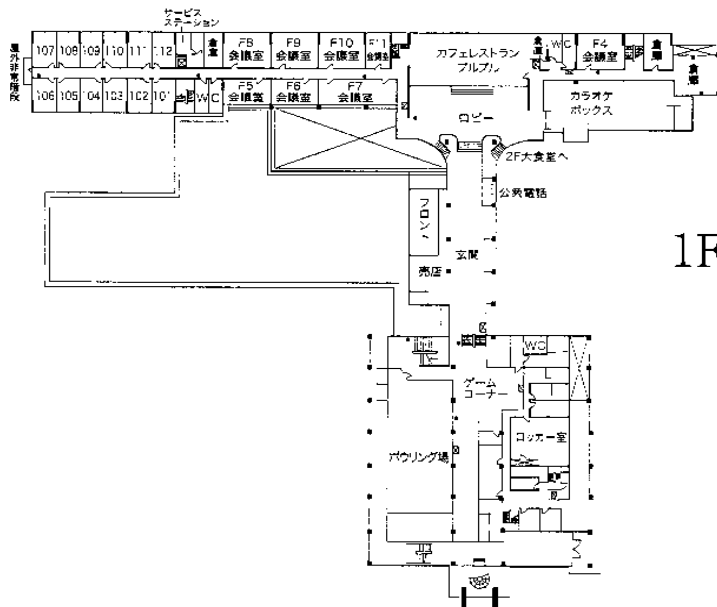 サービス
ステーション
屋外非常階段
107 108 109 110 111 112
倉庫
F8
会議室
F9
会議室
F10
会議室
F11
会議室
カフェレストラン
プルプル
倉庫
WC
F4
会議室
倉庫
倉庫
106 105 104 103 102 101
WC
F5
会議室
F6
会議室
F7
会議室
ロビー
カラオケ
ボックス
2F大食堂へ
公衆電話
フロント
玄関
売店
1F
WC
ゲーム
コーナー
ロッカー室
ボウリング場